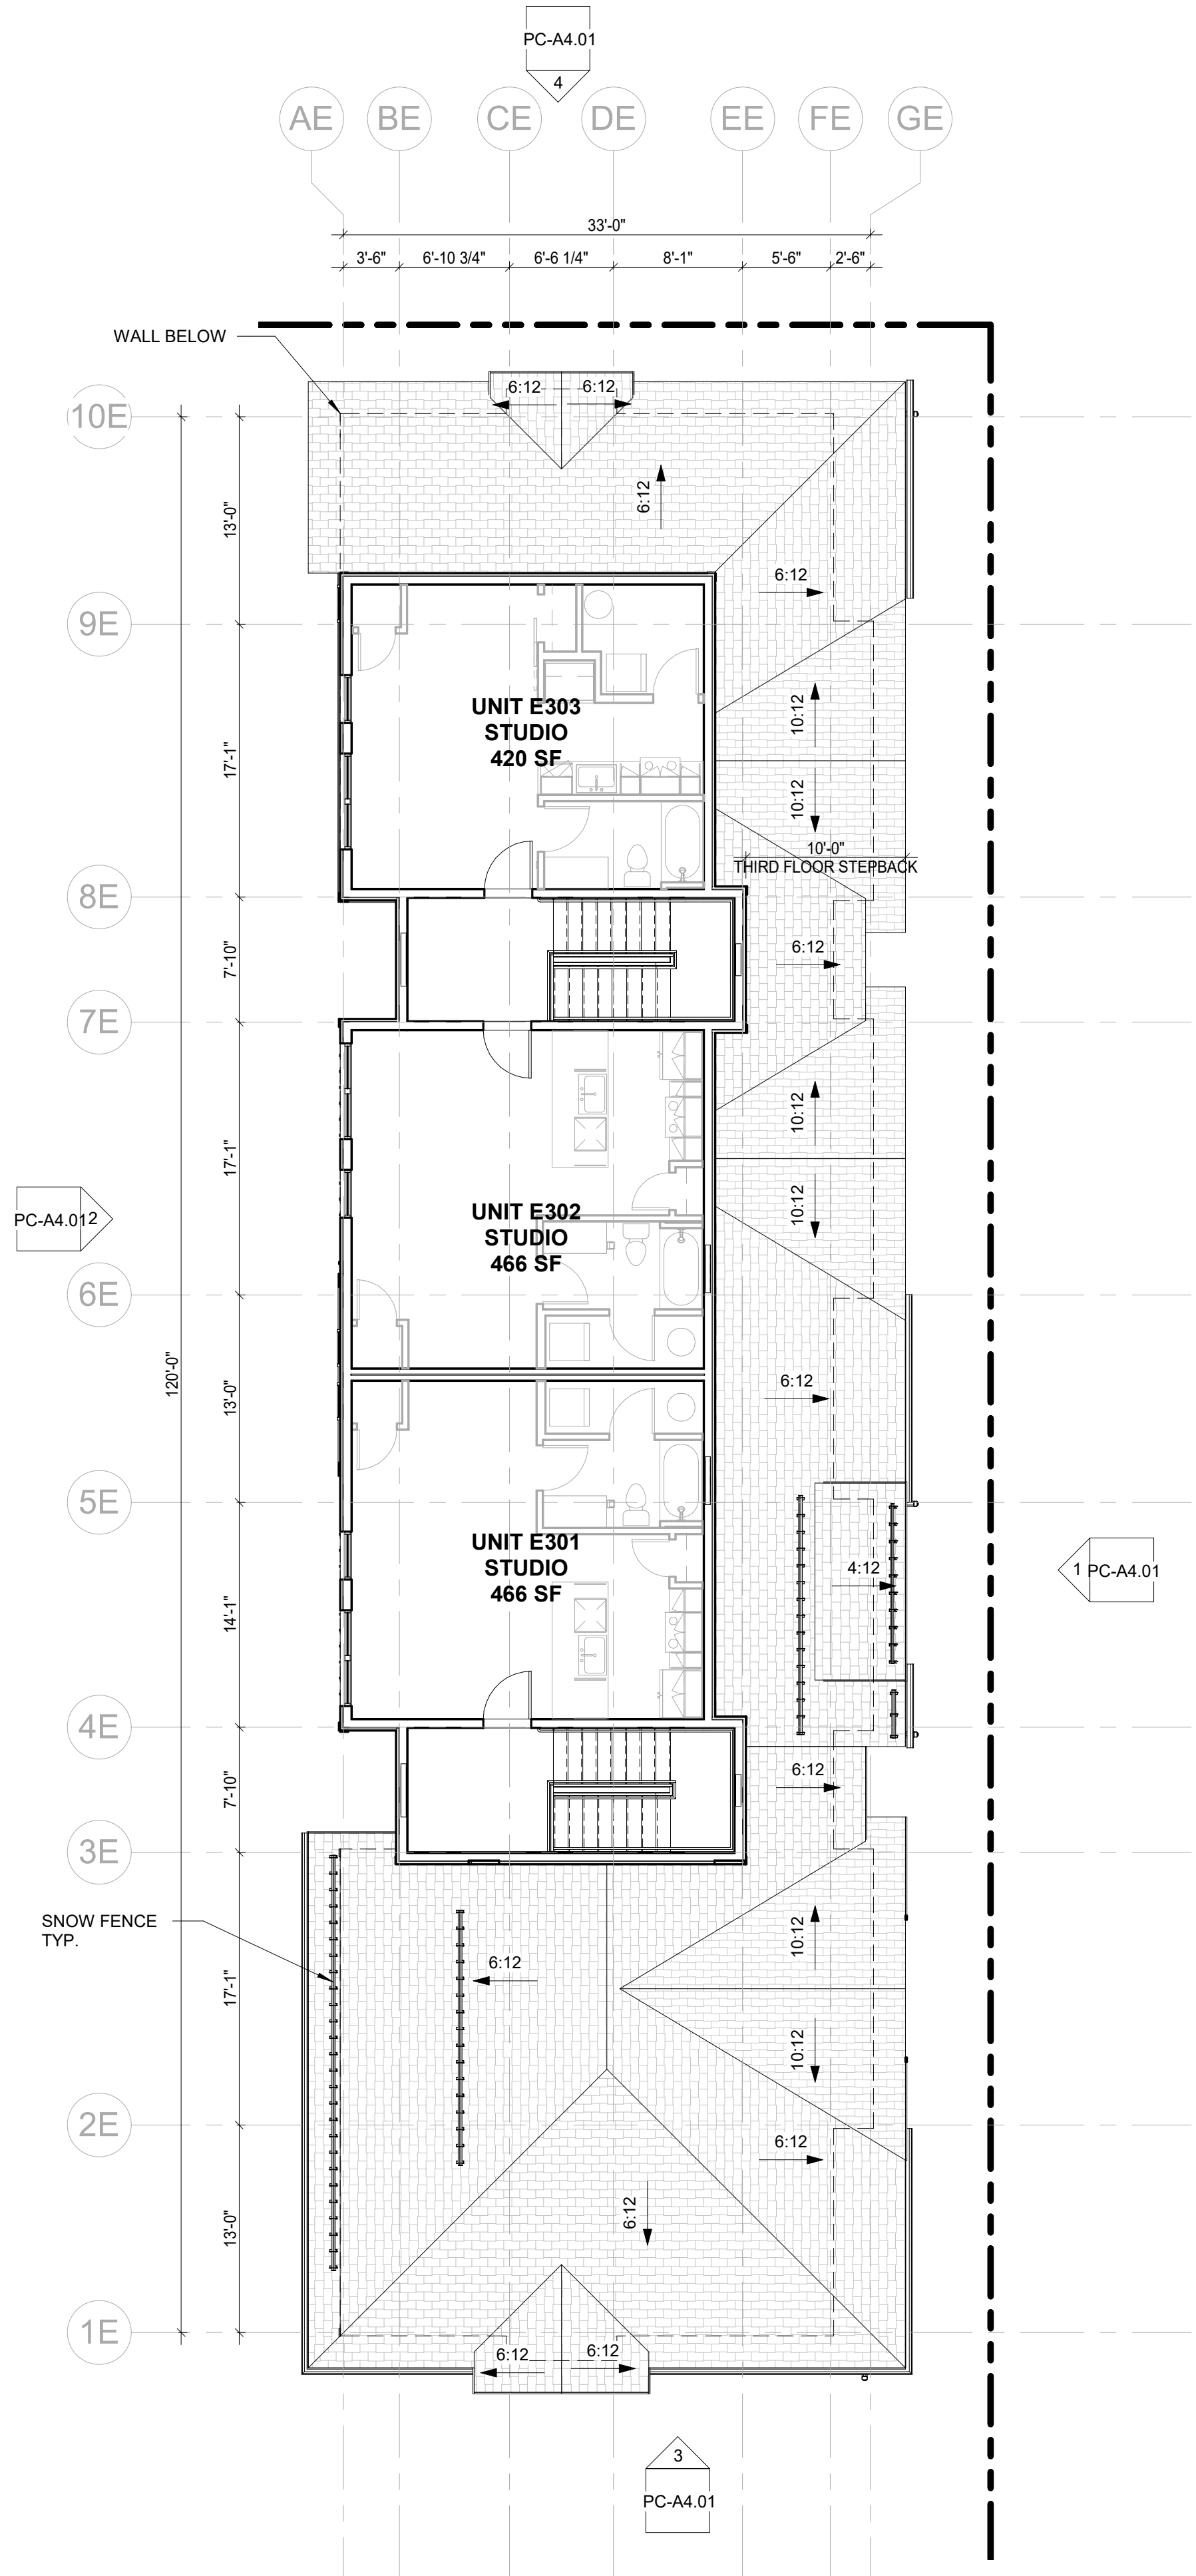 PC-A4.01
4
AE
BE
CE
DE
EE
FE
GE
33'-0"
3'-6"
6'-10 3/4"
6'-6 1/4"
8'-1"
5'-6"
2'-6"
WALL BELOW
6:12
6:12
10E
13'-0"
6:12
6:12
9E
UNIT E303
STUDIO
420 SF
17'-1"
10:12
10:12
10'-0"
THIRD FLOOR STEPBACK
8E
7'-10"
6:12
7E
10:12
17'-1"
10:12
PC-A4.01
2
UNIT E302
STUDIO
466 SF
6E
120'-0"
13'-0"
6:12
5E
UNIT E301
STUDIO
466 SF
4:12
1
PC-A4.01
14'-1"
4E
7'-10"
6:12
3E
SNOW FENCE
TYP.
10:12
6:12
17'-1"
10:12
2E
6:12
6:12
13'-0"
1E
6:12
6:12
3
PC-A4.01